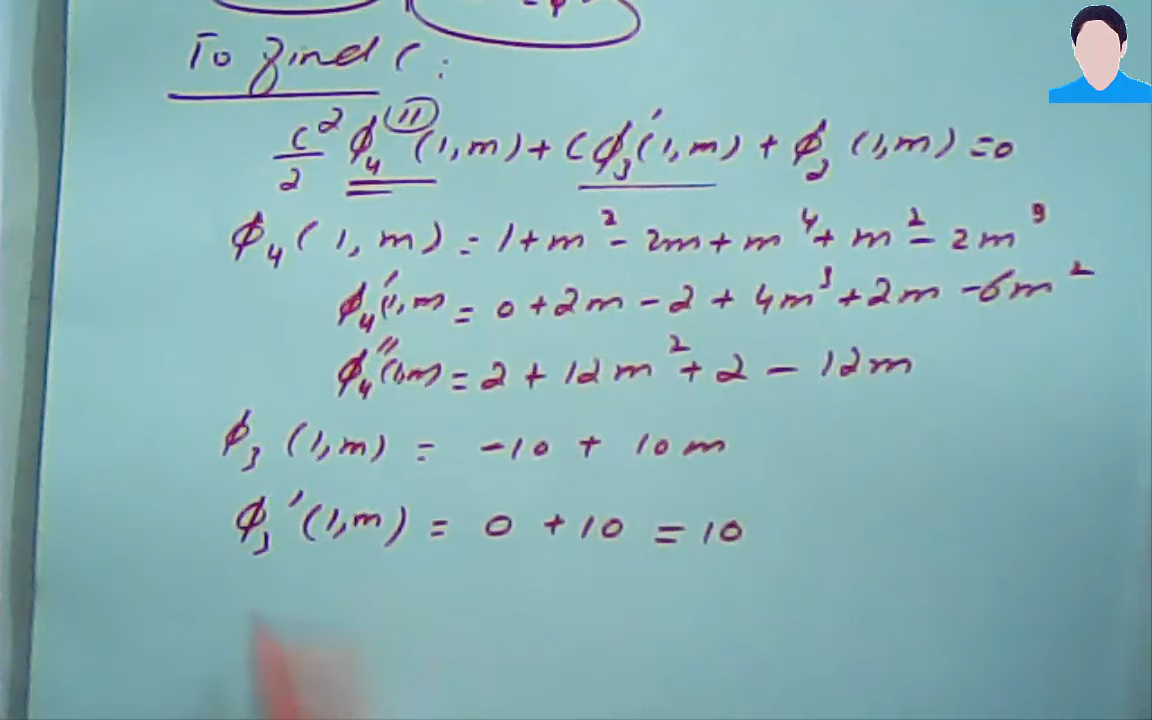 To find C:
c²/2 ϕ₄^(11) (1,m) + Cϕ₃'(1,m) + ϕ₂ (1,m) = 0
ϕ₄ (1, m) = 1 + m² - 2m + m⁴ + m² - 2m³
ϕ₄'(1,m = 0 + 2m - 2 + 4m³ + 2m - 6m²
ϕ₄''(1,m) = 2 + 12m² + 2 - 12m
ϕ₃ (1,m) = -10 + 10m
ϕ₃'(1,m) = 0 + 10 = 10